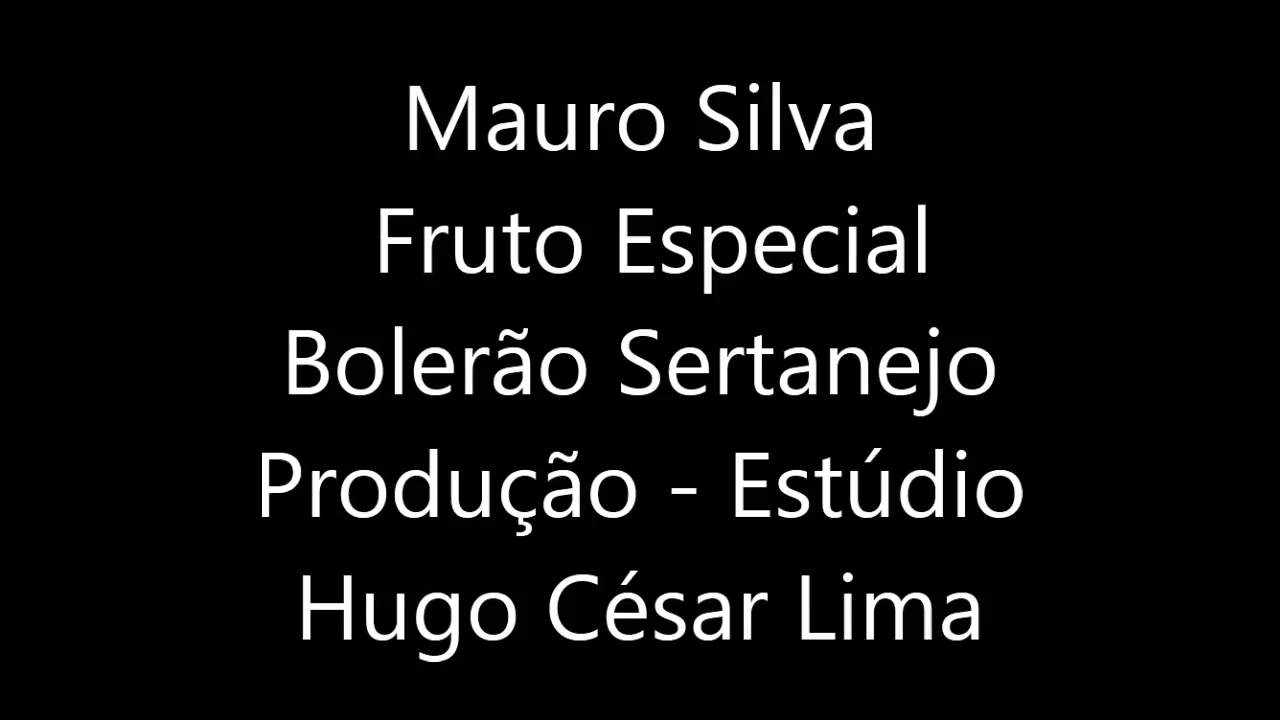 Mauro Silva
Fruto Especial
Bolerão Sertanejo
Produção - Estúdio
Hugo César Lima